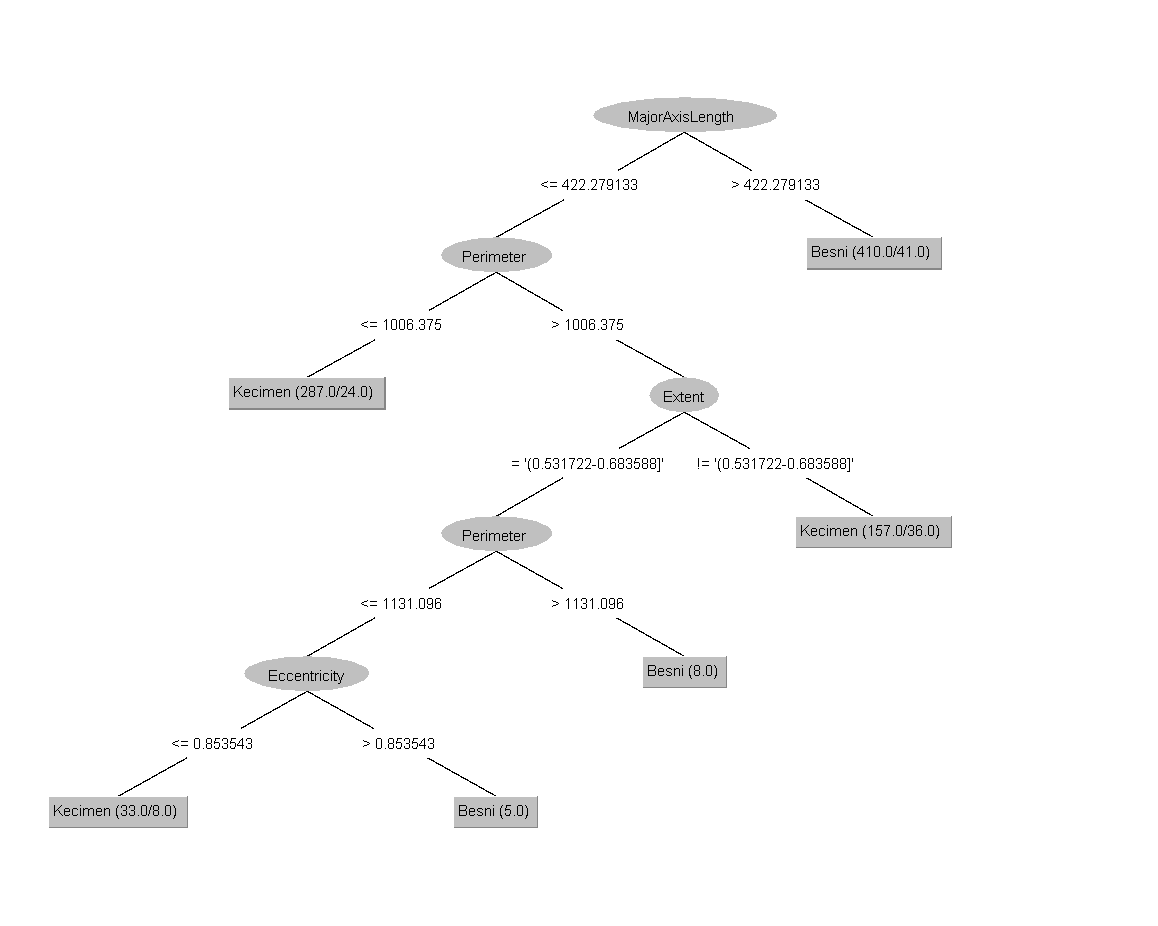 MajorAxisLength
<= 422.279133
> 422.279133
Perimeter
Besni (410.0/41.0)
<= 1006.375
> 1006.375
Kecimen (287.0/24.0)
Extent
= '(0.531722-0.683588]'
!= '(0.531722-0.683588]'
Perimeter
Kecimen (157.0/36.0)
<= 1131.096
> 1131.096
Eccentricity
Besni (8.0)
<= 0.853543
> 0.853543
Kecimen (33.0/8.0)
Besni (5.0)